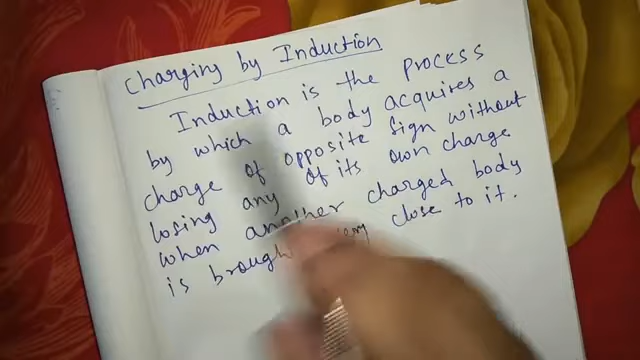 Charging by Induction
Induction is the process
by which a body acquires a
charge of opposite sign without
losing any of its own charge
when another charged body
is brought very close to it.